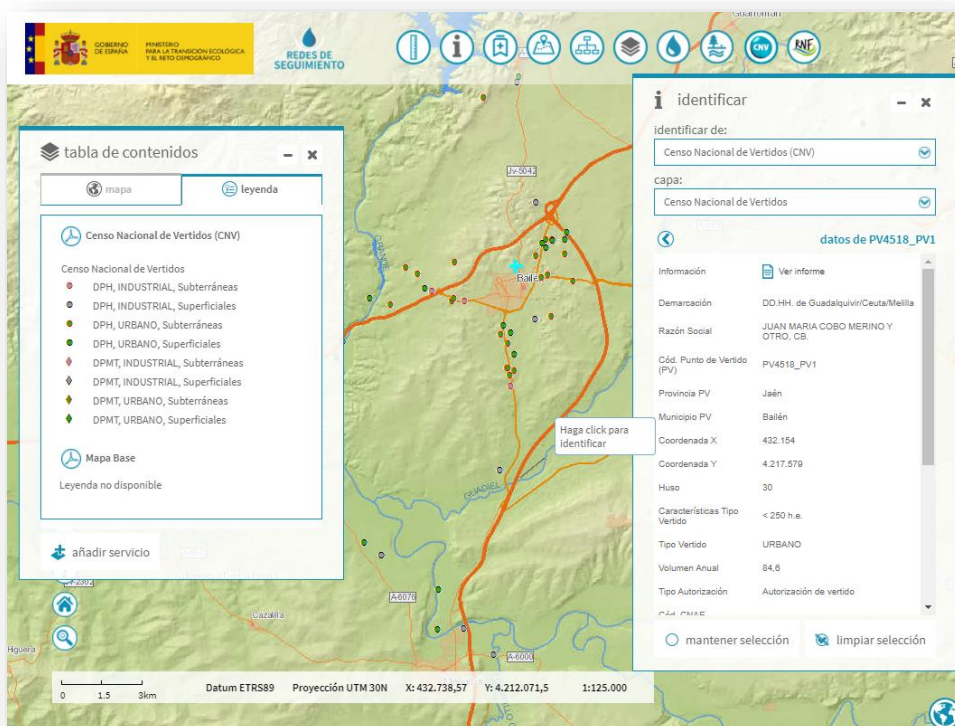 Guarromán
GOBIERNO DE ESPAÑA
MINISTERIO PARA LA TRANSICIÓN ECOLÓGICA Y EL RETO DEMOGRÁFICO
REDES DE SEGUIMIENTO
CNV
RNF
tabla de contenidos
mapa
leyenda
Censo Nacional de Vertidos (CNV)
Censo Nacional de Vertidos
DPH, INDUSTRIAL, Subterráneas
DPH, INDUSTRIAL, Superficiales
DPH, URBANO, Subterráneas
DPH, URBANO, Superficiales
DPMT, INDUSTRIAL, Subterráneas
DPMT, INDUSTRIAL, Superficiales
DPMT, URBANO, Subterráneas
DPMT, URBANO, Superficiales
Mapa Base
Leyenda no disponible
añadir servicio
Jv-5042
GRANDE
Bailén
Haga click para
identificar
GUADIEL
A-6076
A-6000
Cazalilla
Higuera
JV-2302
identificar
identificar de:
Censo Nacional de Vertidos (CNV)
capa:
Censo Nacional de Vertidos
datos de PV4518_PV1
Información Ver informe
Demarcación DD.HH. de Guadalquivir/Ceuta/Melilla
Razón Social JUAN MARIA COBO MERINO Y OTRO, CB.
Cód. Punto de Vertido (PV) PV4518_PV1
Provincia PV Jaén
Municipio PV Bailén
Coordenada X 432.154
Coordenada Y 4.217.579
Huso 30
Características Tipo Vertido < 250 h.e.
Tipo Vertido URBANO
Volumen Anual 84,6
Tipo Autorización Autorización de vertido
Cód. CNAE
mantener selección
limpiar selección
0 1.5 3km
Datum ETRS89 Proyección UTM 30N X: 432.738,57 Y: 4.212.071,5 1:125.000